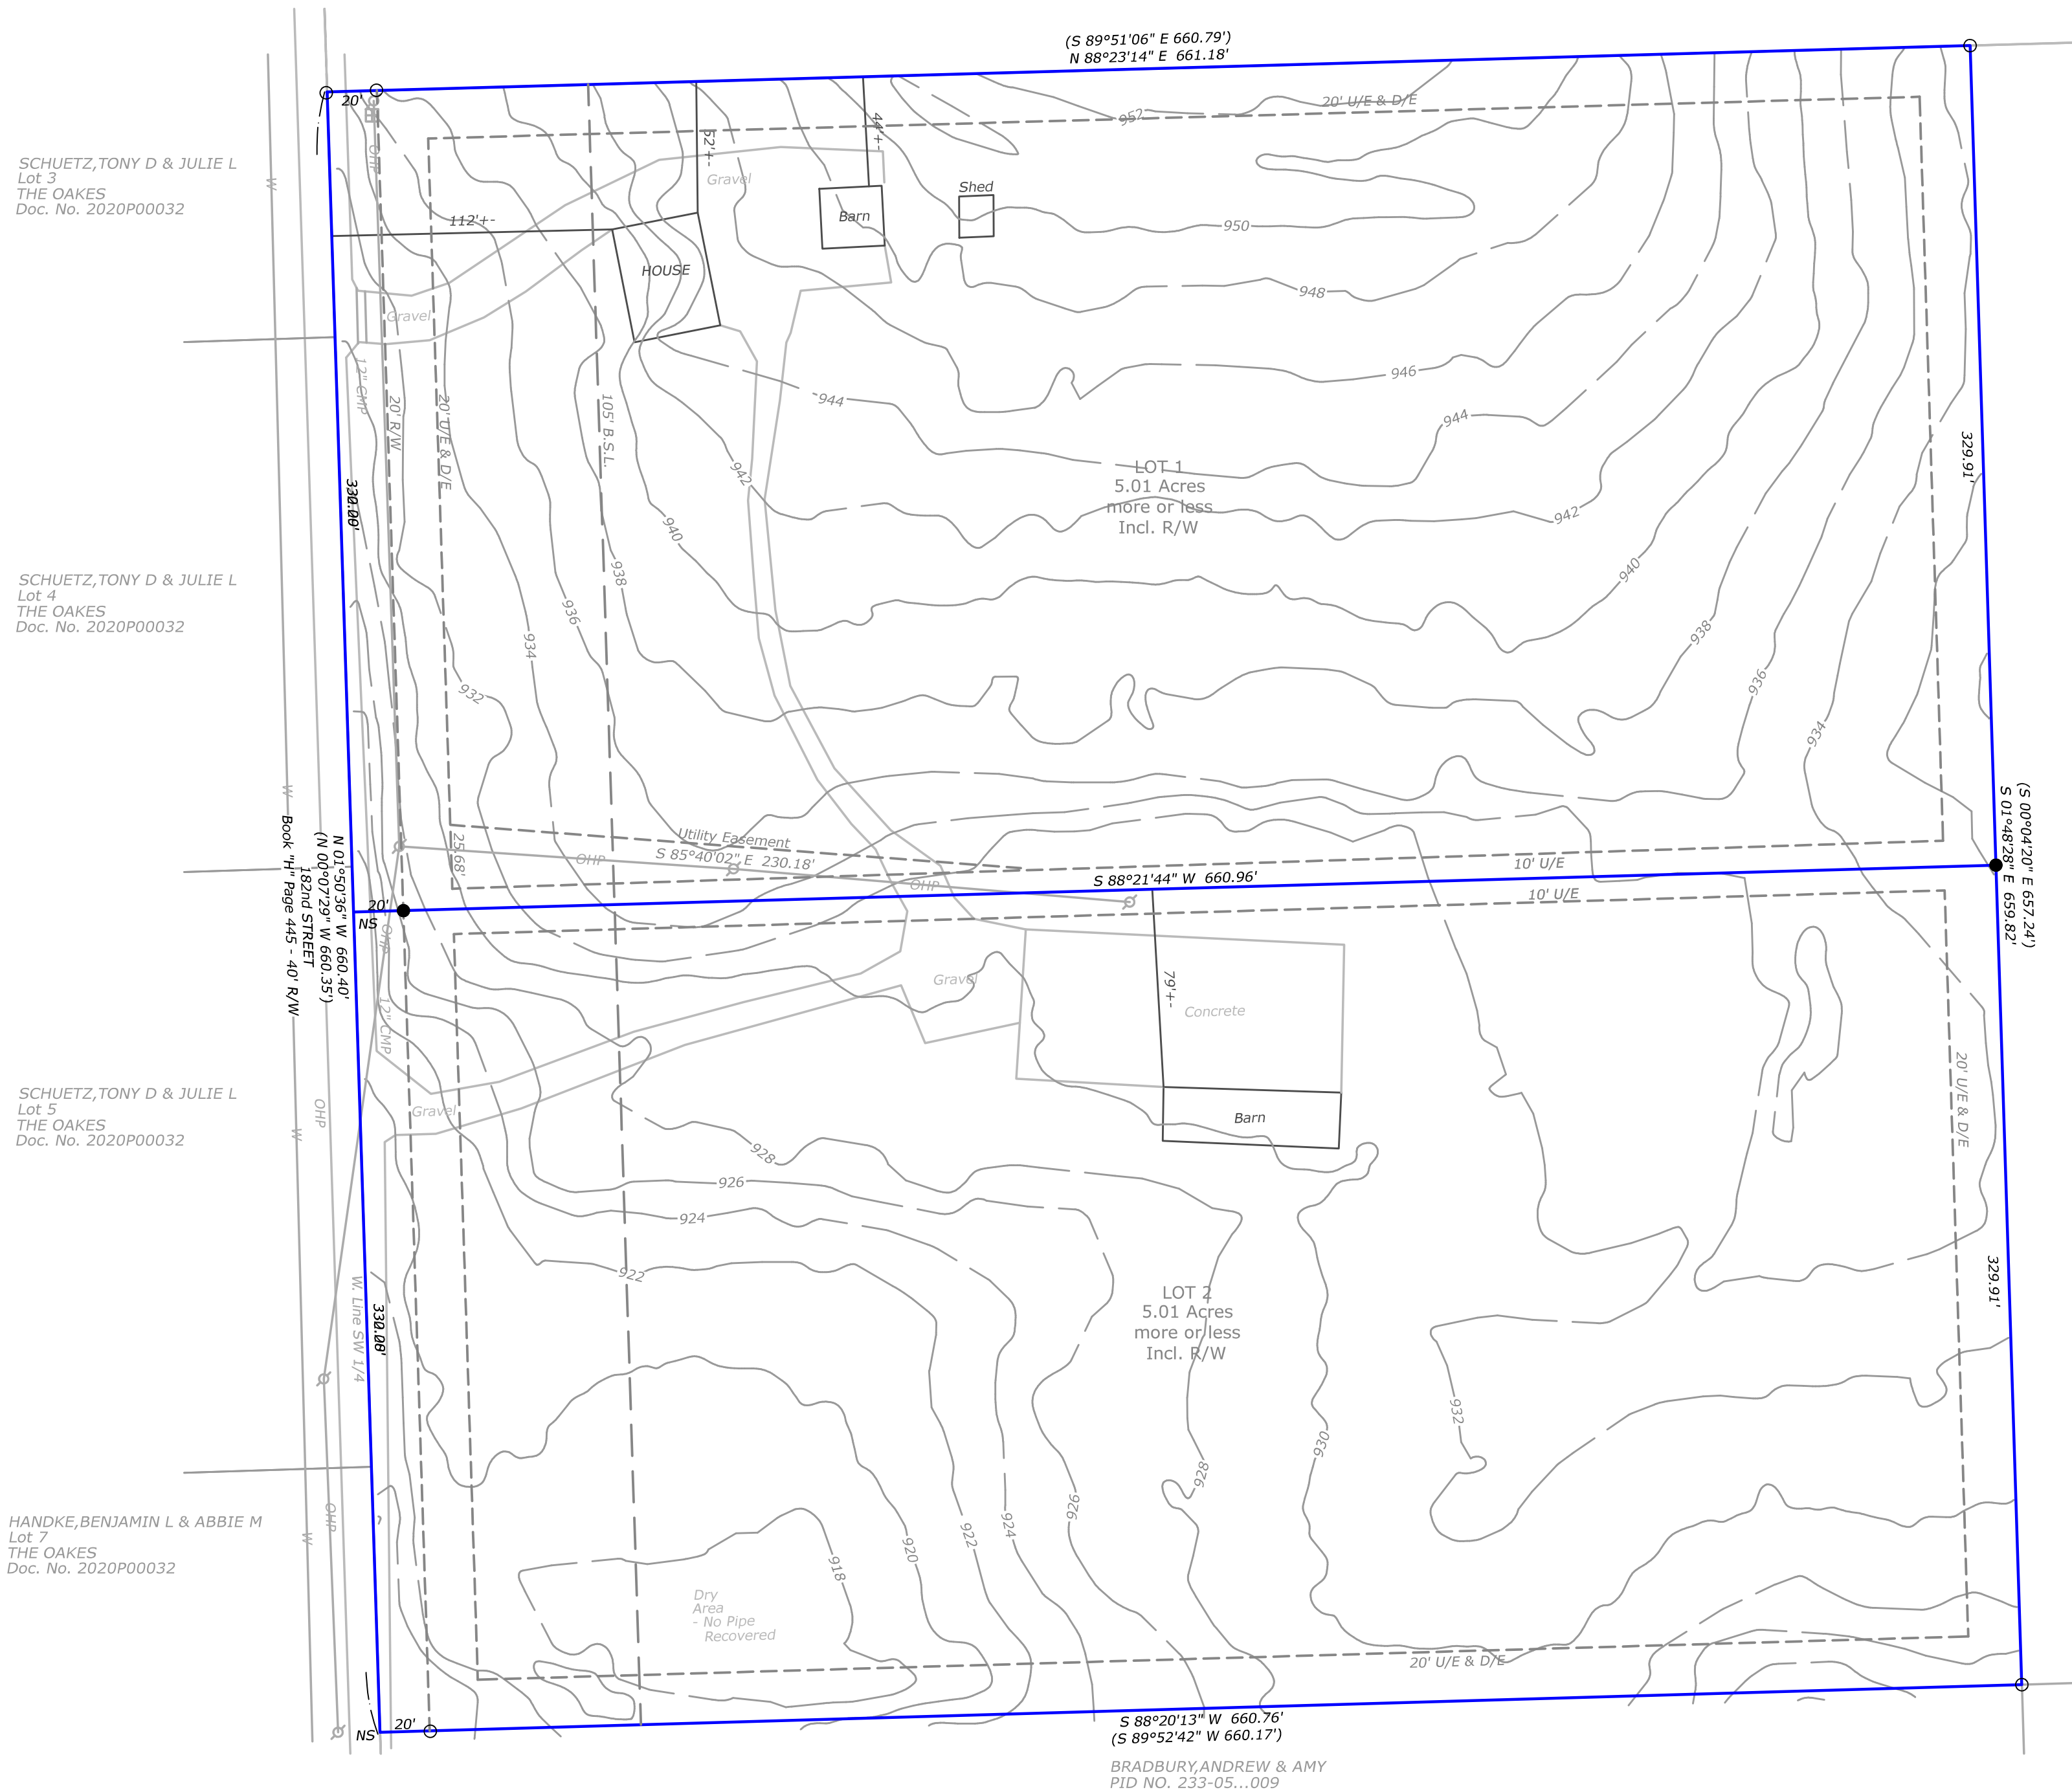 (S 89°51'06" E 660.79')
N 88°23'14" E 661.18'
20'
OHP
SCHUETZ,TONY D & JULIE L
Lot 3
THE OAKES
Doc. No. 2020P00032
W
20' U/E & D/E
952
52'+-
44'+-
Gravel
Shed
Barn
950
112'+-
HOUSE
948
Gravel
12" CMP
20' R/W
20' U/E & D/E
105' B.S.L.
944
946
944
942
329.91'
LOT 1
5.01 Acres
more or less
Incl. R/W
942
940
938
936
934
932
940
938
936
934
SCHUETZ,TONY D & JULIE L
Lot 4
THE OAKES
Doc. No. 2020P00032
W
Utility Easement
S 85°40'02" E 230.18'
OHP
OHP
25.68'
10' U/E
S 88°21'44" W 660.96'
10' U/E
20'
NS
OHP
N 01°50'36" W 660.40'
(N 00°07'29" W 660.35')
182nd STREET
Book "H" Page 445 - 40' R/W
(S 00°04'20" E 657.24')
S 01°48'28" E 659.82'
12" CMP
Gravel
79'+-
Concrete
20' U/E & D/E
SCHUETZ,TONY D & JULIE L
Lot 5
THE OAKES
Doc. No. 2020P00032
W
OHP
Gravel
Barn
928
926
924
922
W. Line SW 1/4
329.91'
LOT 2
5.01 Acres
more or less
Incl. R/W
932
930
928
926
924
922
920
918
HANDKE,BENJAMIN L & ABBIE M
Lot 7
THE OAKES
Doc. No. 2020P00032
OHP
W
Dry
Area
- No Pipe
Recovered
20' U/E & D/E
20'
NS
S 88°20'13" W 660.76'
(S 89°52'42" W 660.17')
BRADBURY,ANDREW & AMY
PID NO. 233-05...009